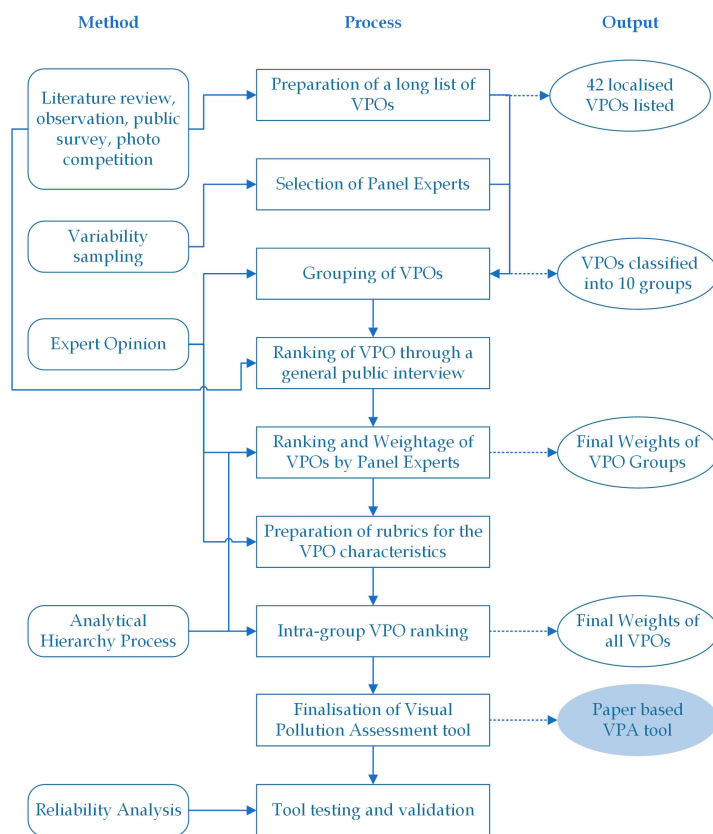 Method
Process
Output
Literature review,
observation, public
survey, photo
competition
Preparation of a long list of
VPOs
42 localised
VPOs listed
Selection of Panel Experts
Variability
sampling
Grouping of VPOs
VPOs classified
into 10 groups
Expert Opinion
Ranking of VPO through a
general public interview
Ranking and Weightage of
VPOs by Panel Experts
Final Weights of
VPO Groups
Preparation of rubrics for the
VPO characteristics
Analytical
Hierarchy Process
Intra-group VPO ranking
Final Weights of
all VPOs
Finalisation of Visual
Pollution Assessment tool
Paper based
VPA tool
Reliability Analysis
Tool testing and validation